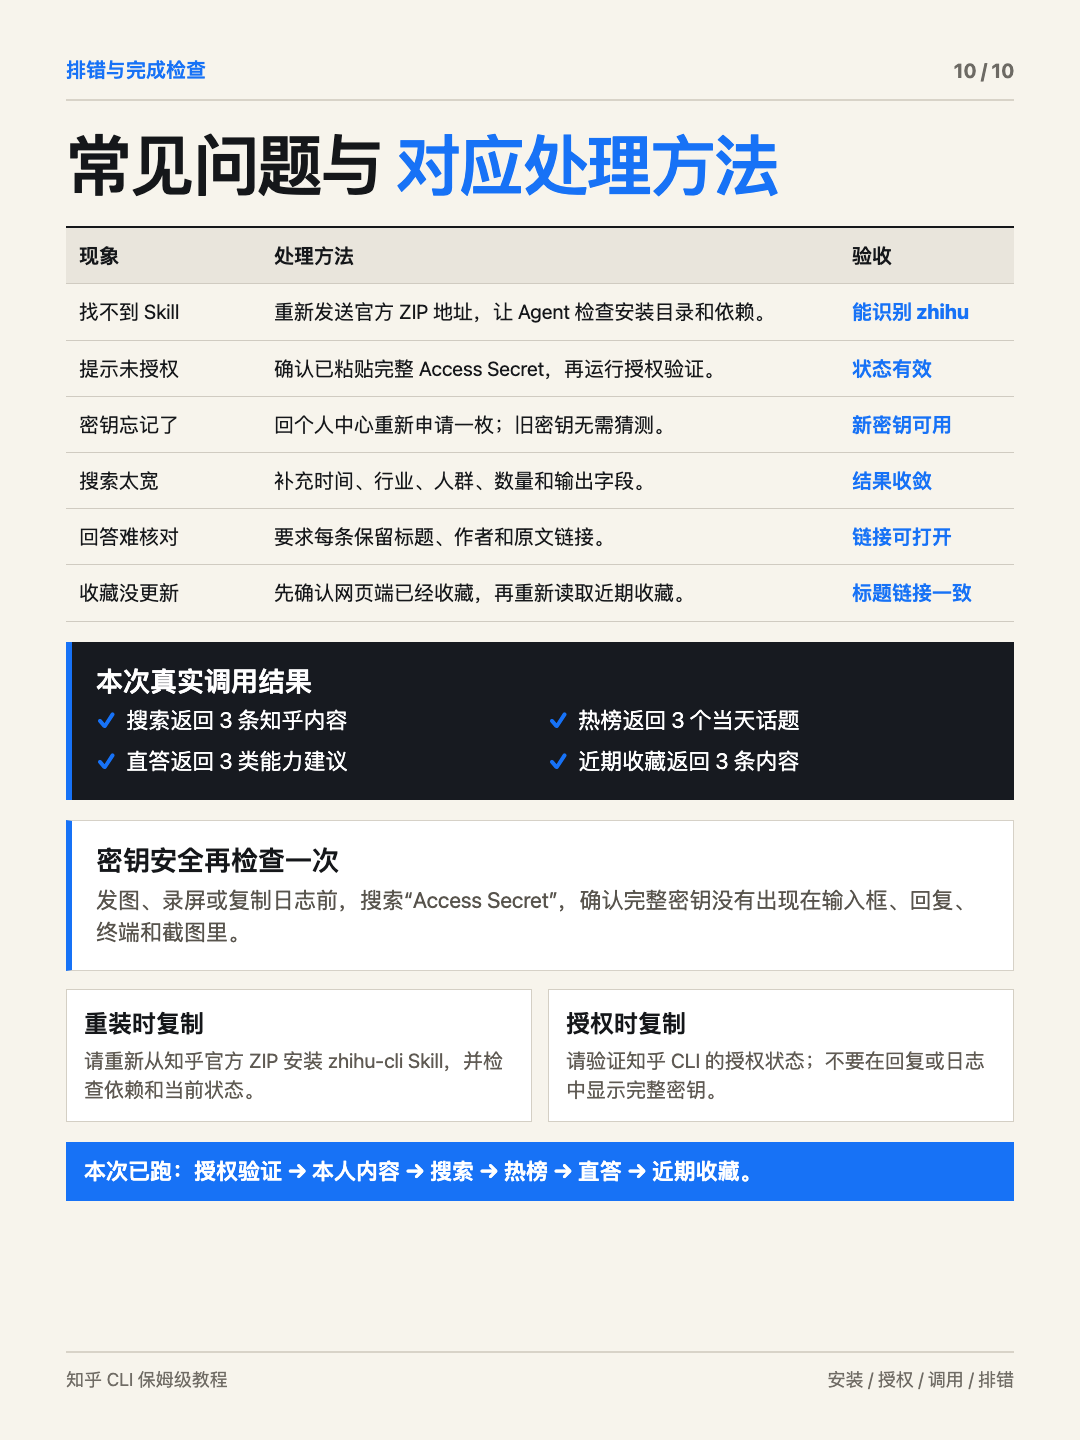 排错与完成检查
10 / 10
常见问题与 对应处理方法
现象 处理方法 验收
找不到 Skill 重新发送官方 ZIP 地址，让 Agent 检查安装目录和依赖。 能识别 zhihu
提示未授权 确认已粘贴完整 Access Secret，再运行授权验证。 状态有效
密钥忘记了 回个人中心重新申请一枚；旧密钥无需猜测。 新密钥可用
搜索太宽 补充时间、行业、人群、数量和输出字段。 结果收敛
回答难核对 要求每条保留标题、作者和原文链接。 链接可打开
收藏没更新 先确认网页端已经收藏，再重新读取近期收藏。 标题链接一致
本次真实调用结果
✓ 搜索返回 3 条知乎内容
✓ 热榜返回 3 个当天话题
✓ 直答返回 3 类能力建议
✓ 近期收藏返回 3 条内容
密钥安全再检查一次
发图、录屏或复制日志前，搜索“Access Secret”，确认完整密钥没有出现在输入框、回复、
终端和截图里。
重装时复制
请重新从知乎官方 ZIP 安装 zhihu-cli Skill，并检
查依赖和当前状态。
授权时复制
请验证知乎 CLI 的授权状态；不要在回复或日志
中显示完整密钥。
本次已跑：授权验证 → 本人内容 → 搜索 → 热榜 → 直答 → 近期收藏。
知乎 CLI 保姆级教程
安装 / 授权 / 调用 / 排错